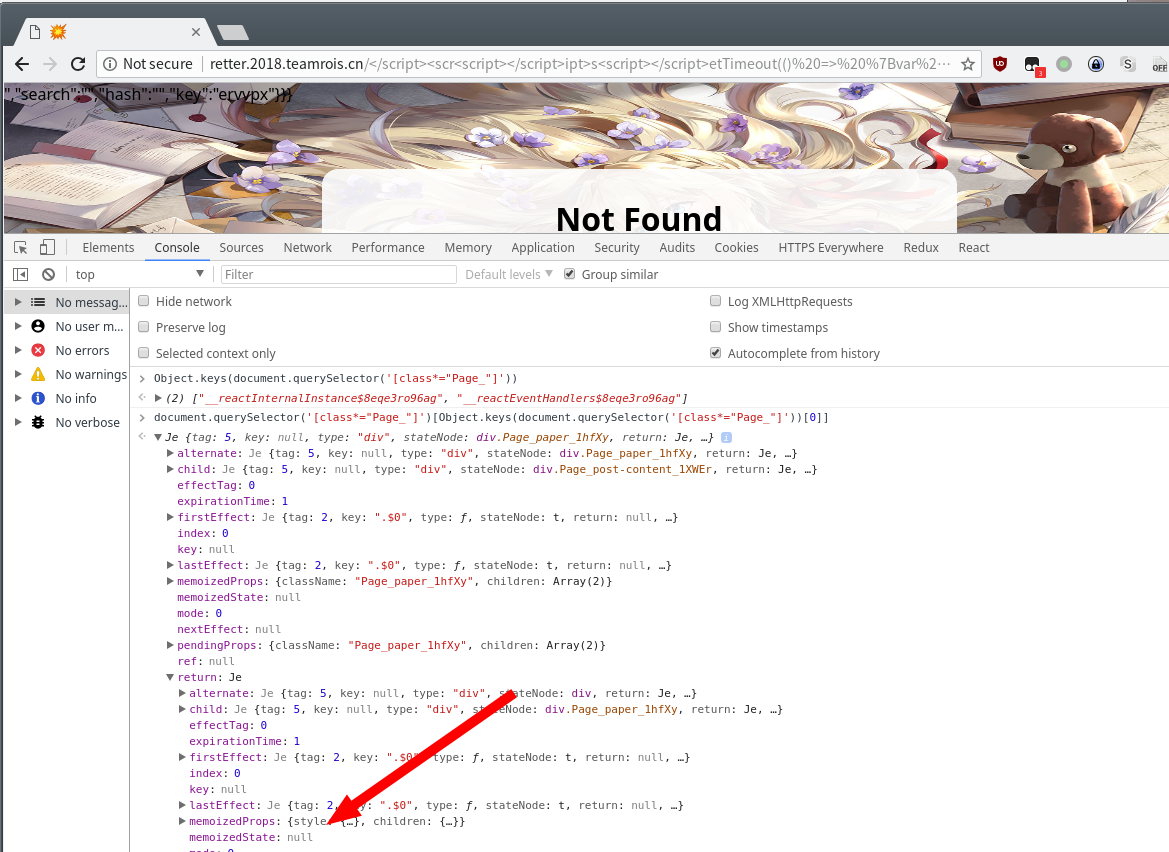 Not secure | retter.2018.teamrois.cn/</script><scr<script></script>ipt>s<script></script>etTimeout(()%20=>%20%7Bvar%2…
UD 3 S OFF
","search":"","hash":"","key":"ervvpx"}}}
Not Found
Elements Console Sources Network Performance Memory Application Security Audits Cookies HTTPS Everywhere Redux React
top Filter Default levels Group similar
No messag... Hide network Log XMLHttpRequests
No user m... Preserve log Show timestamps
No errors Selected context only Autocomplete from history
No warnings
No info
No verbose
Object.keys(document.querySelector('[class*="Page_"]'))
(2) ["__reactInternalInstance$8eqe3ro96ag", "__reactEventHandlers$8eqe3ro96ag"]
document.querySelector('[class*="Page_"]')[Object.keys(document.querySelector('[class*="Page_"]'))[0]]
Je {tag: 5, key: null, type: "div", stateNode: div.Page_paper_1hfXy, return: Je, …} i
alternate: Je {tag: 5, key: null, type: "div", stateNode: div.Page_paper_1hfXy, return: Je, …}
child: Je {tag: 5, key: null, type: "div", stateNode: div.Page_post-content_1XWEr, return: Je, …}
effectTag: 0
expirationTime: 1
firstEffect: Je {tag: 2, key: ".$0", type: ƒ, stateNode: t, return: null, …}
index: 0
key: null
lastEffect: Je {tag: 2, key: ".$0", type: ƒ, stateNode: t, return: null, …}
memoizedProps: {className: "Page_paper_1hfXy", children: Array(2)}
memoizedState: null
mode: 0
nextEffect: null
pendingProps: {className: "Page_paper_1hfXy", children: Array(2)}
ref: null
return: Je
alternate: Je {tag: 5, key: null, type: "div", stateNode: div, return: Je, …}
child: Je {tag: 5, key: null, type: "div", stateNode: div.Page_paper_1hfXy, return: Je, …}
effectTag: 0
expirationTime: 1
firstEffect: Je {tag: 2, key: ".$0", type: ƒ, stateNode: t, return: null, …}
index: 0
key: null
lastEffect: Je {tag: 2, key: ".$0", type: ƒ, stateNode: t, return: null, …}
memoizedProps: {style: {…}, children: {…}}
memoizedState: null
mode: 0